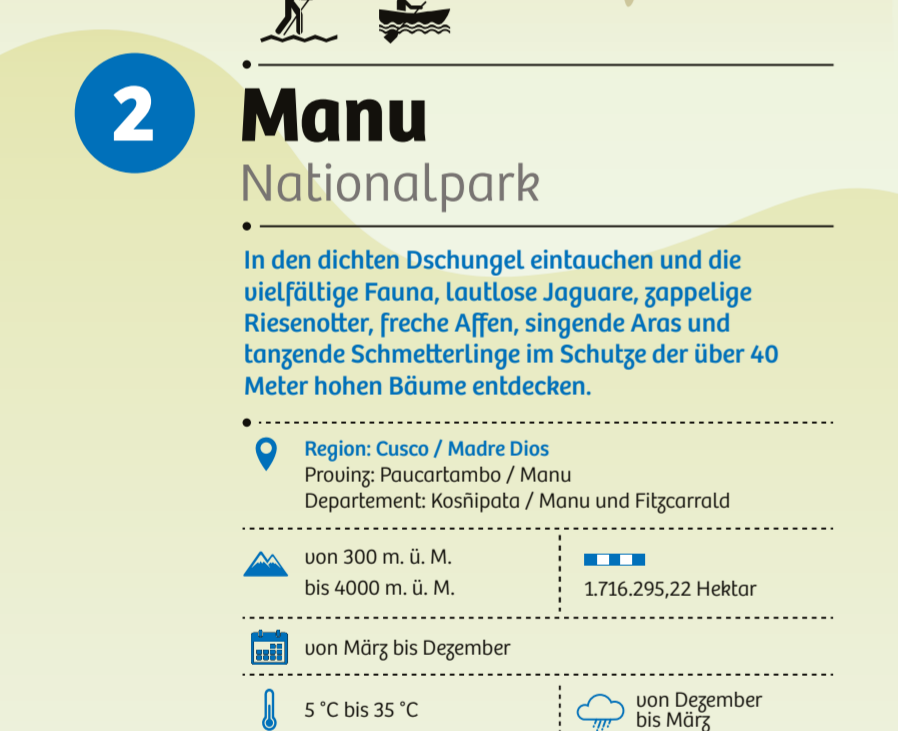 2
Manu
Nationalpark
In den dichten Dschungel eintauchen und die
vielfältige Fauna, lautlose Jaguare, zappelige
Riesenotter, freche Affen, singende Aras und
tanzende Schmetterlinge im Schutze der über 40
Meter hohen Bäume entdecken.
Region: Cusco / Madre Dios
Provinz: Paucartambo / Manu
Departement: Kosñipata / Manu und Fitzcarrald
von 300 m. ü. M.
bis 4000 m. ü. M.
1.716.295,22 Hektar
von März bis Dezember
5 °C bis 35 °C
von Dezember
bis März